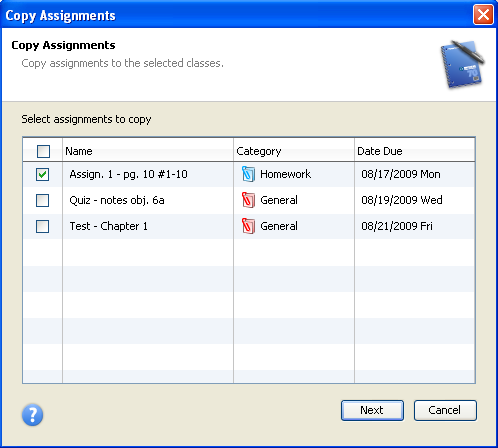 Copy Assignments
Copy Assignments
Copy assignments to the selected classes.
Select assignments to copy
Name Category Date Due
Assign. 1 - pg. 10 #1-10 Homework 08/17/2009 Mon
Quiz - notes obj. 6a General 08/19/2009 Wed
Test - Chapter 1 General 08/21/2009 Fri
? Next Cancel